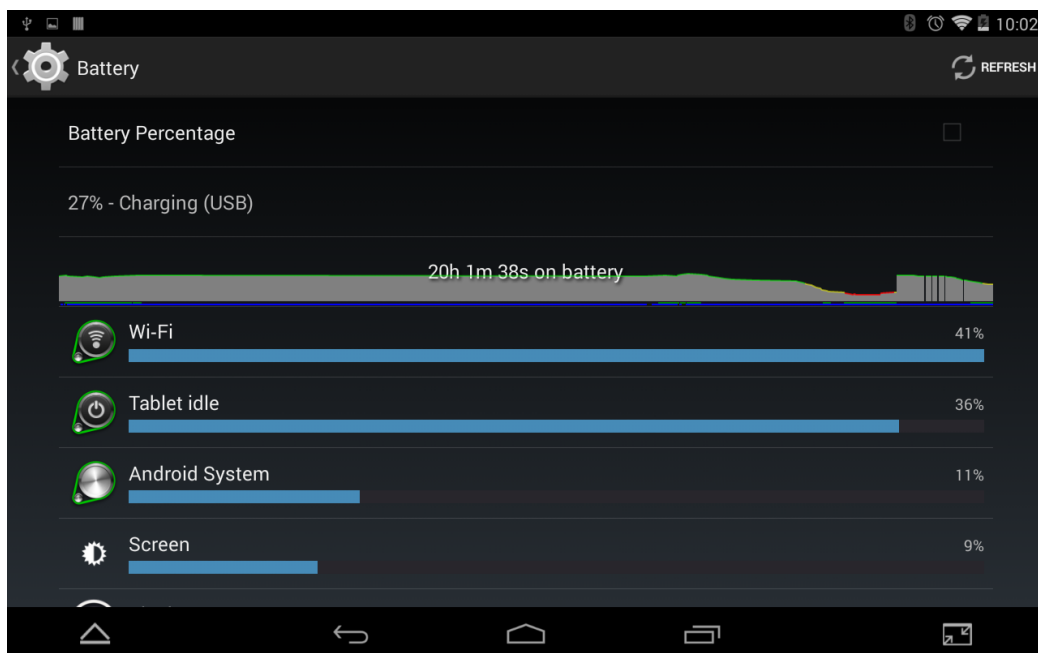 10:02
Battery
REFRESH
Battery Percentage
27% - Charging (USB)
20h 1m 38s on battery
Wi-Fi
41%
Tablet idle
36%
Android System
11%
Screen
9%